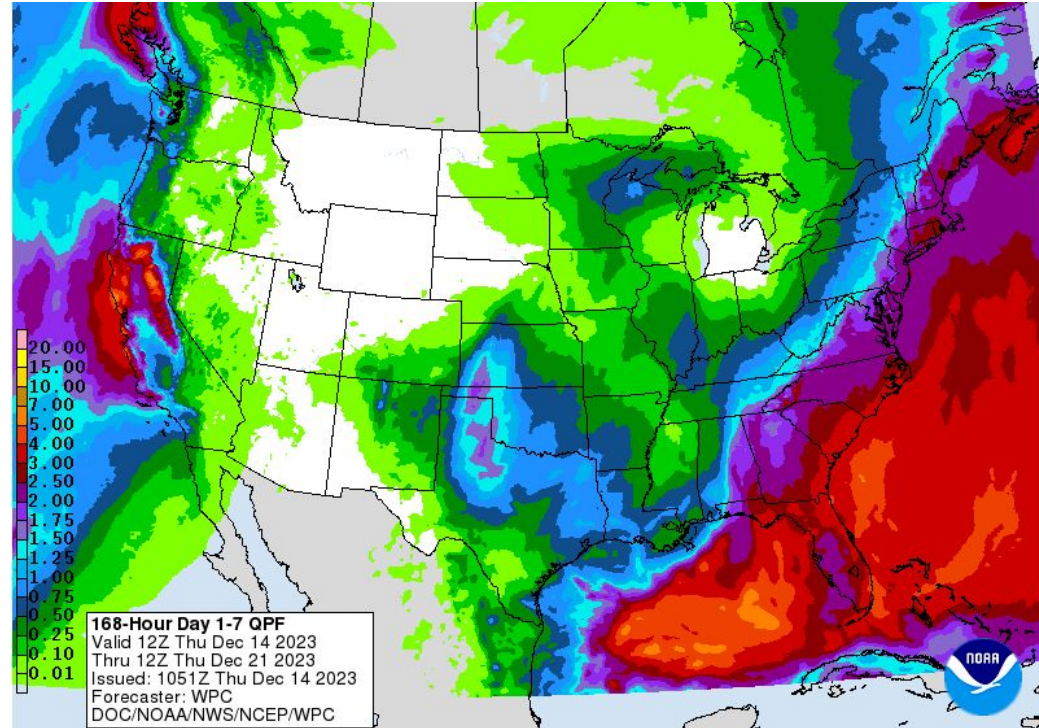 20.00
15.00
10.00
7.00
5.00
4.00
3.00
2.50
2.00
1.75
1.50
1.25
1.00
0.75
0.50
0.25
0.10
0.01
168-Hour Day 1-7 QPF
Valid 12Z Thu Dec 14 2023
Thru 12Z Thu Dec 21 2023
Issued: 1051Z Thu Dec 14 2023
Forecaster: WPC
DOC/NOAA/NWS/NCEP/WPC
NOAA